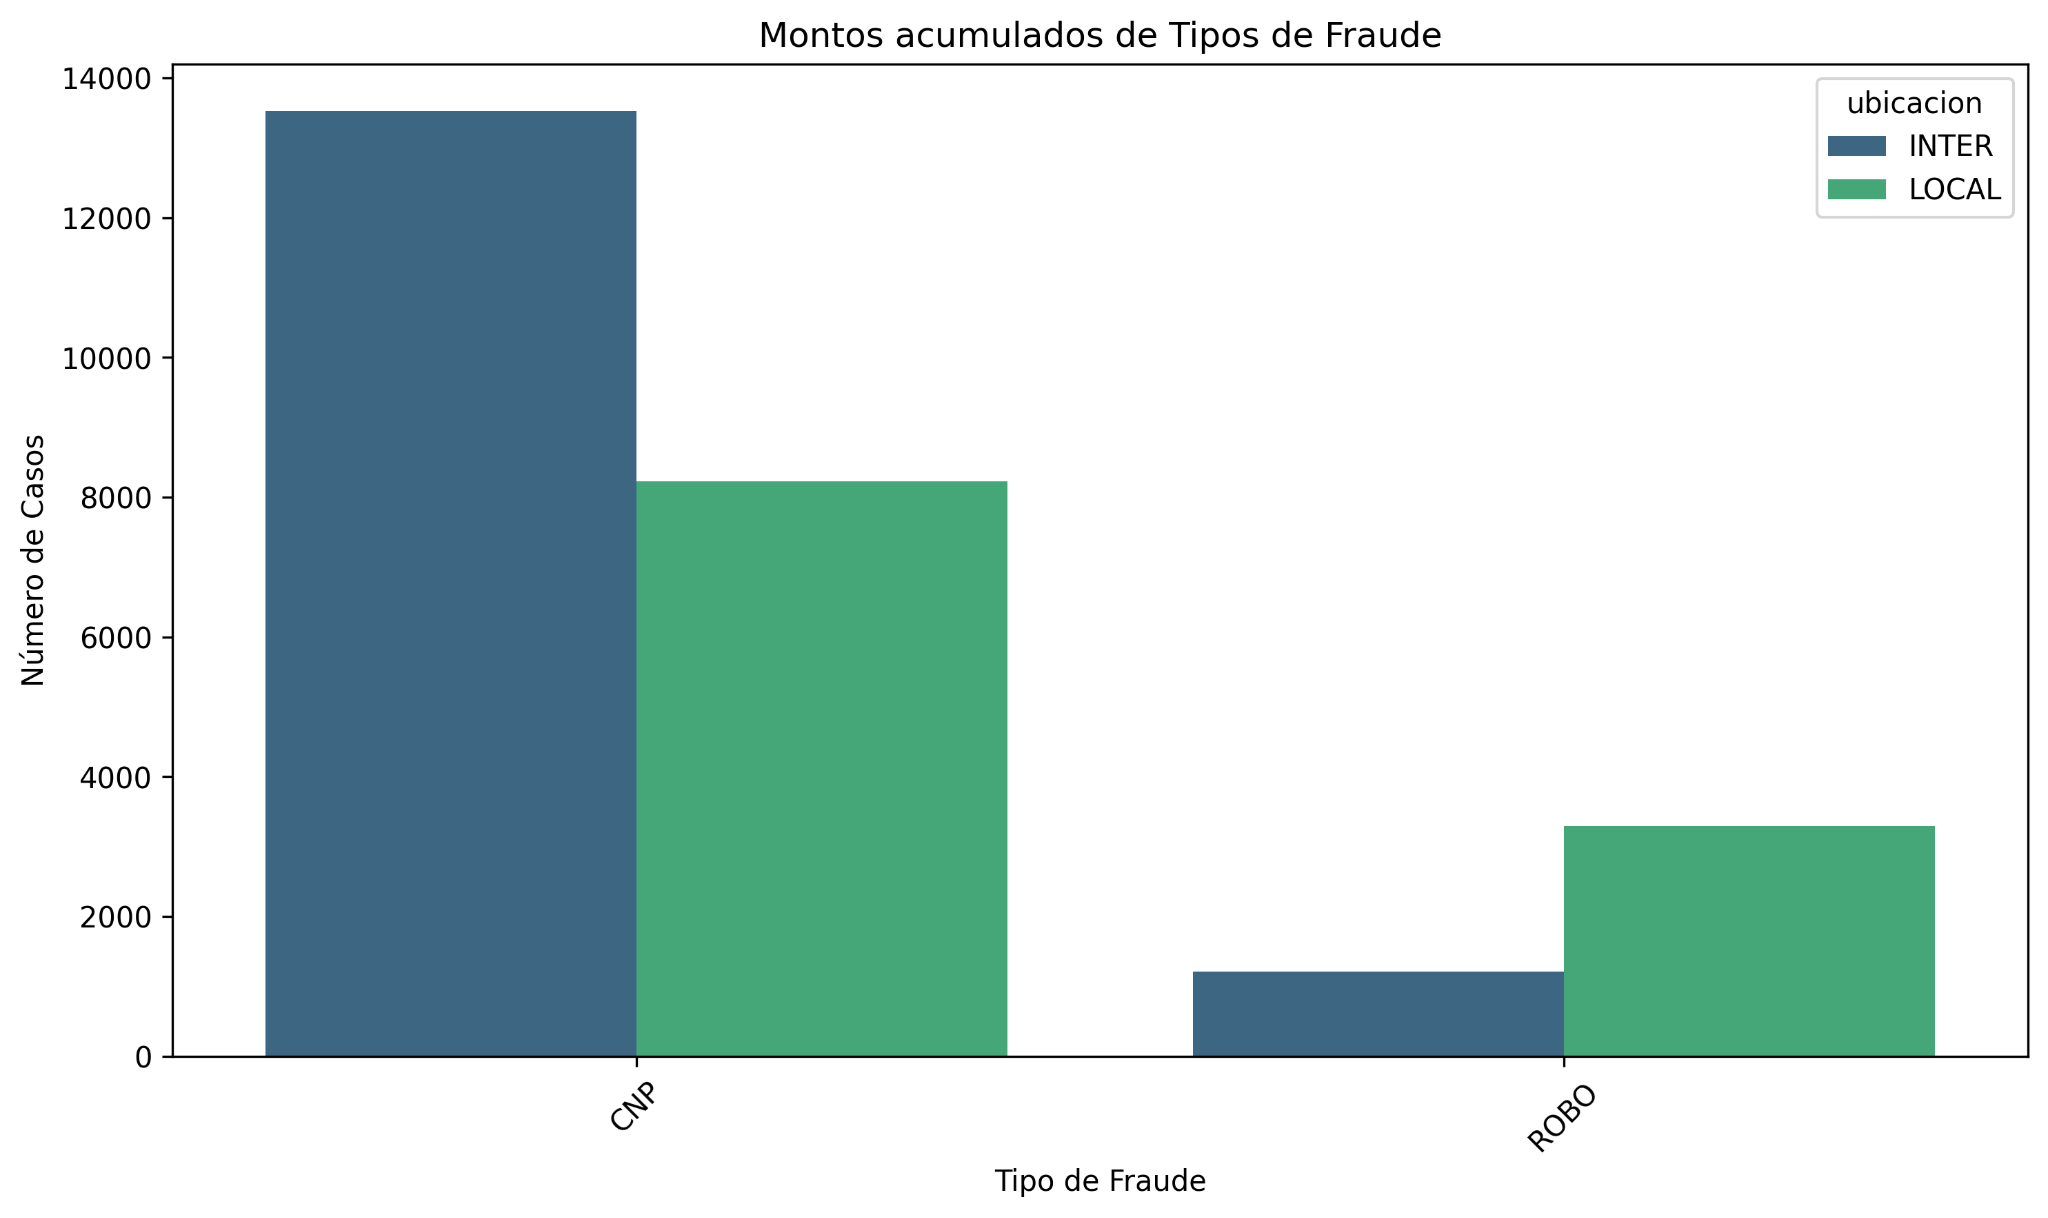 Montos acumulados de Tipos de Fraude
14000
12000
10000
8000
6000
4000
2000
0
Número de Casos
ubicacion
INTER
LOCAL
CNP
ROBO
Tipo de Fraude